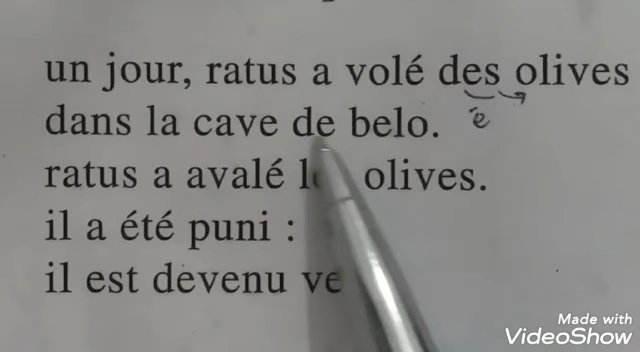 un jour, ratus a volé des olives
é
dans la cave de belo.
ratus a avalé olives.
il a été puni :
il est devenu
Made with
VideoShow